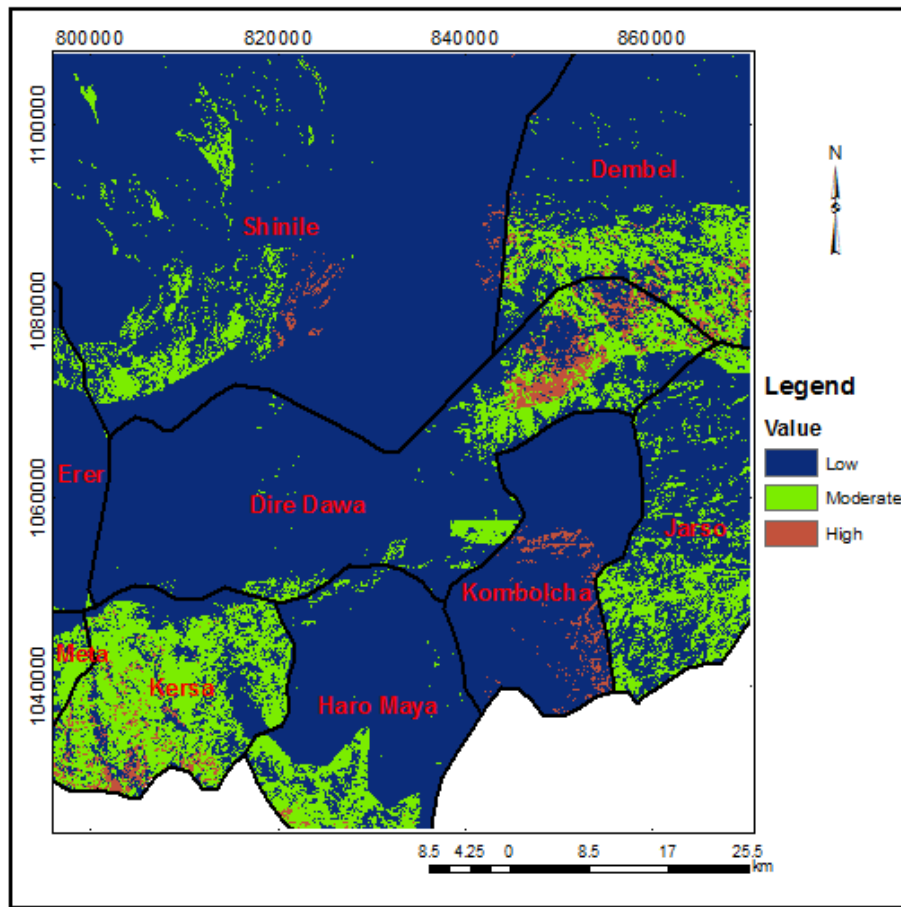 800000 820000 840000 860000
1100000
1080000
1060000
1040000
Dembel
Shinile
Erer
Dire Dawa
Jarso
Kombolcha
Meta
Kersa
Haro Maya
N
S
Legend
Value
Low
Moderate
High
8.5 4.25 0 8.5 17 25.5
km